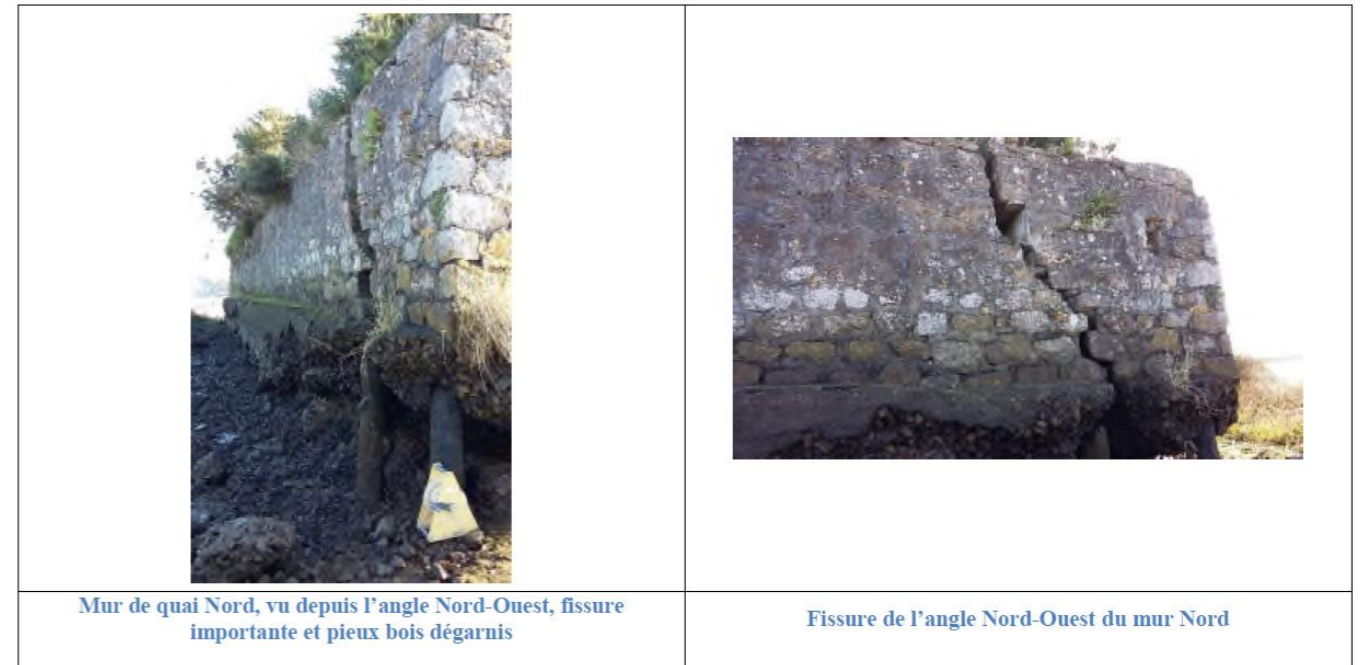 Mur de quai Nord, vu depuis l'angle Nord-Ouest, fissure
importante et pieux bois dégarnis
Fissure de l'angle Nord-Ouest du mur Nord